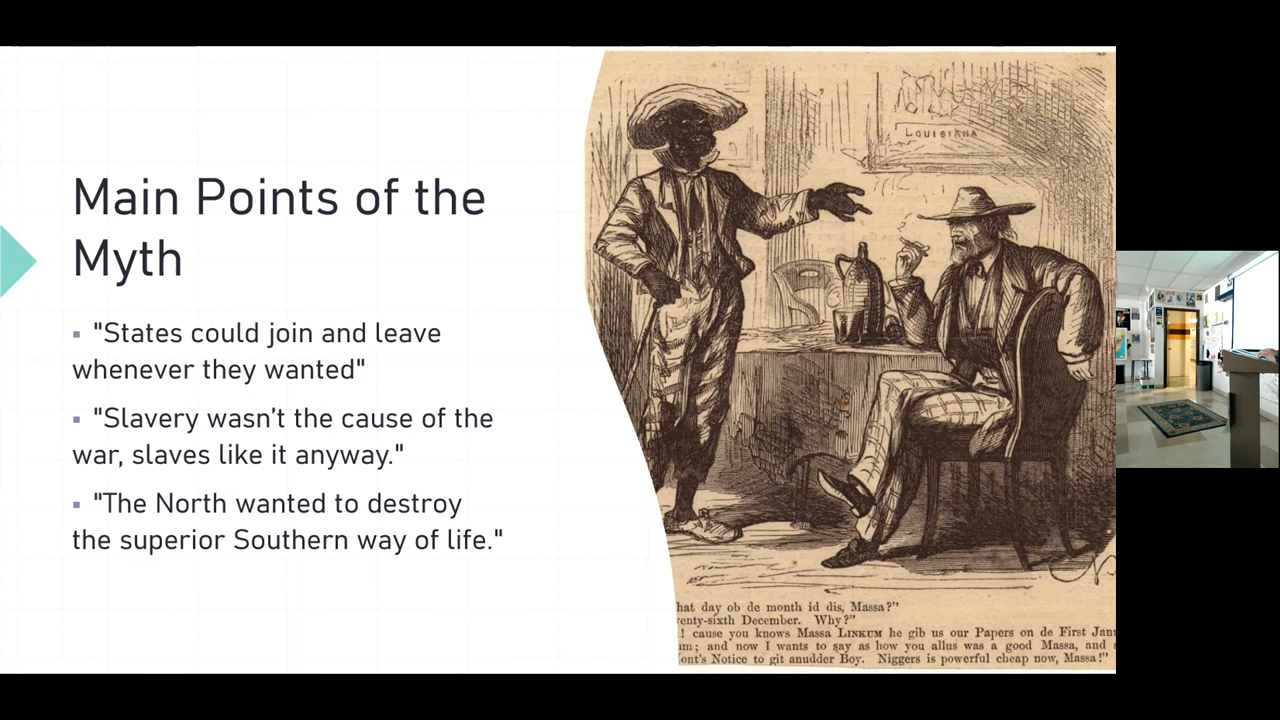 Main Points of the
Myth
"States could join and leave
whenever they wanted"
"Slavery wasn't the cause of the
war, slaves like it anyway."
"The North wanted to destroy
the superior Southern way of life."
LOUISIANA
hat day ob de month id dis, Massa?"
enty-sixth December. Why?"
! cause you knows Massa LINKUM he gib us our Papers on de First Jan
um; and now I wants to say as how you allus was a good Massa, and
ont's Notice to git anudder Boy. Niggers is powerful cheap now, Massa!"